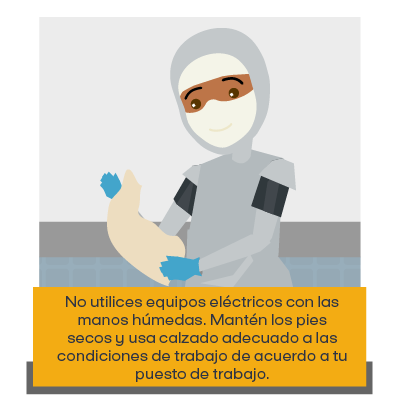 No utilices equipos eléctricos con las
manos húmedas. Mantén los pies
secos y usa calzado adecuado a las
condiciones de trabajo de acuerdo a tu
puesto de trabajo.